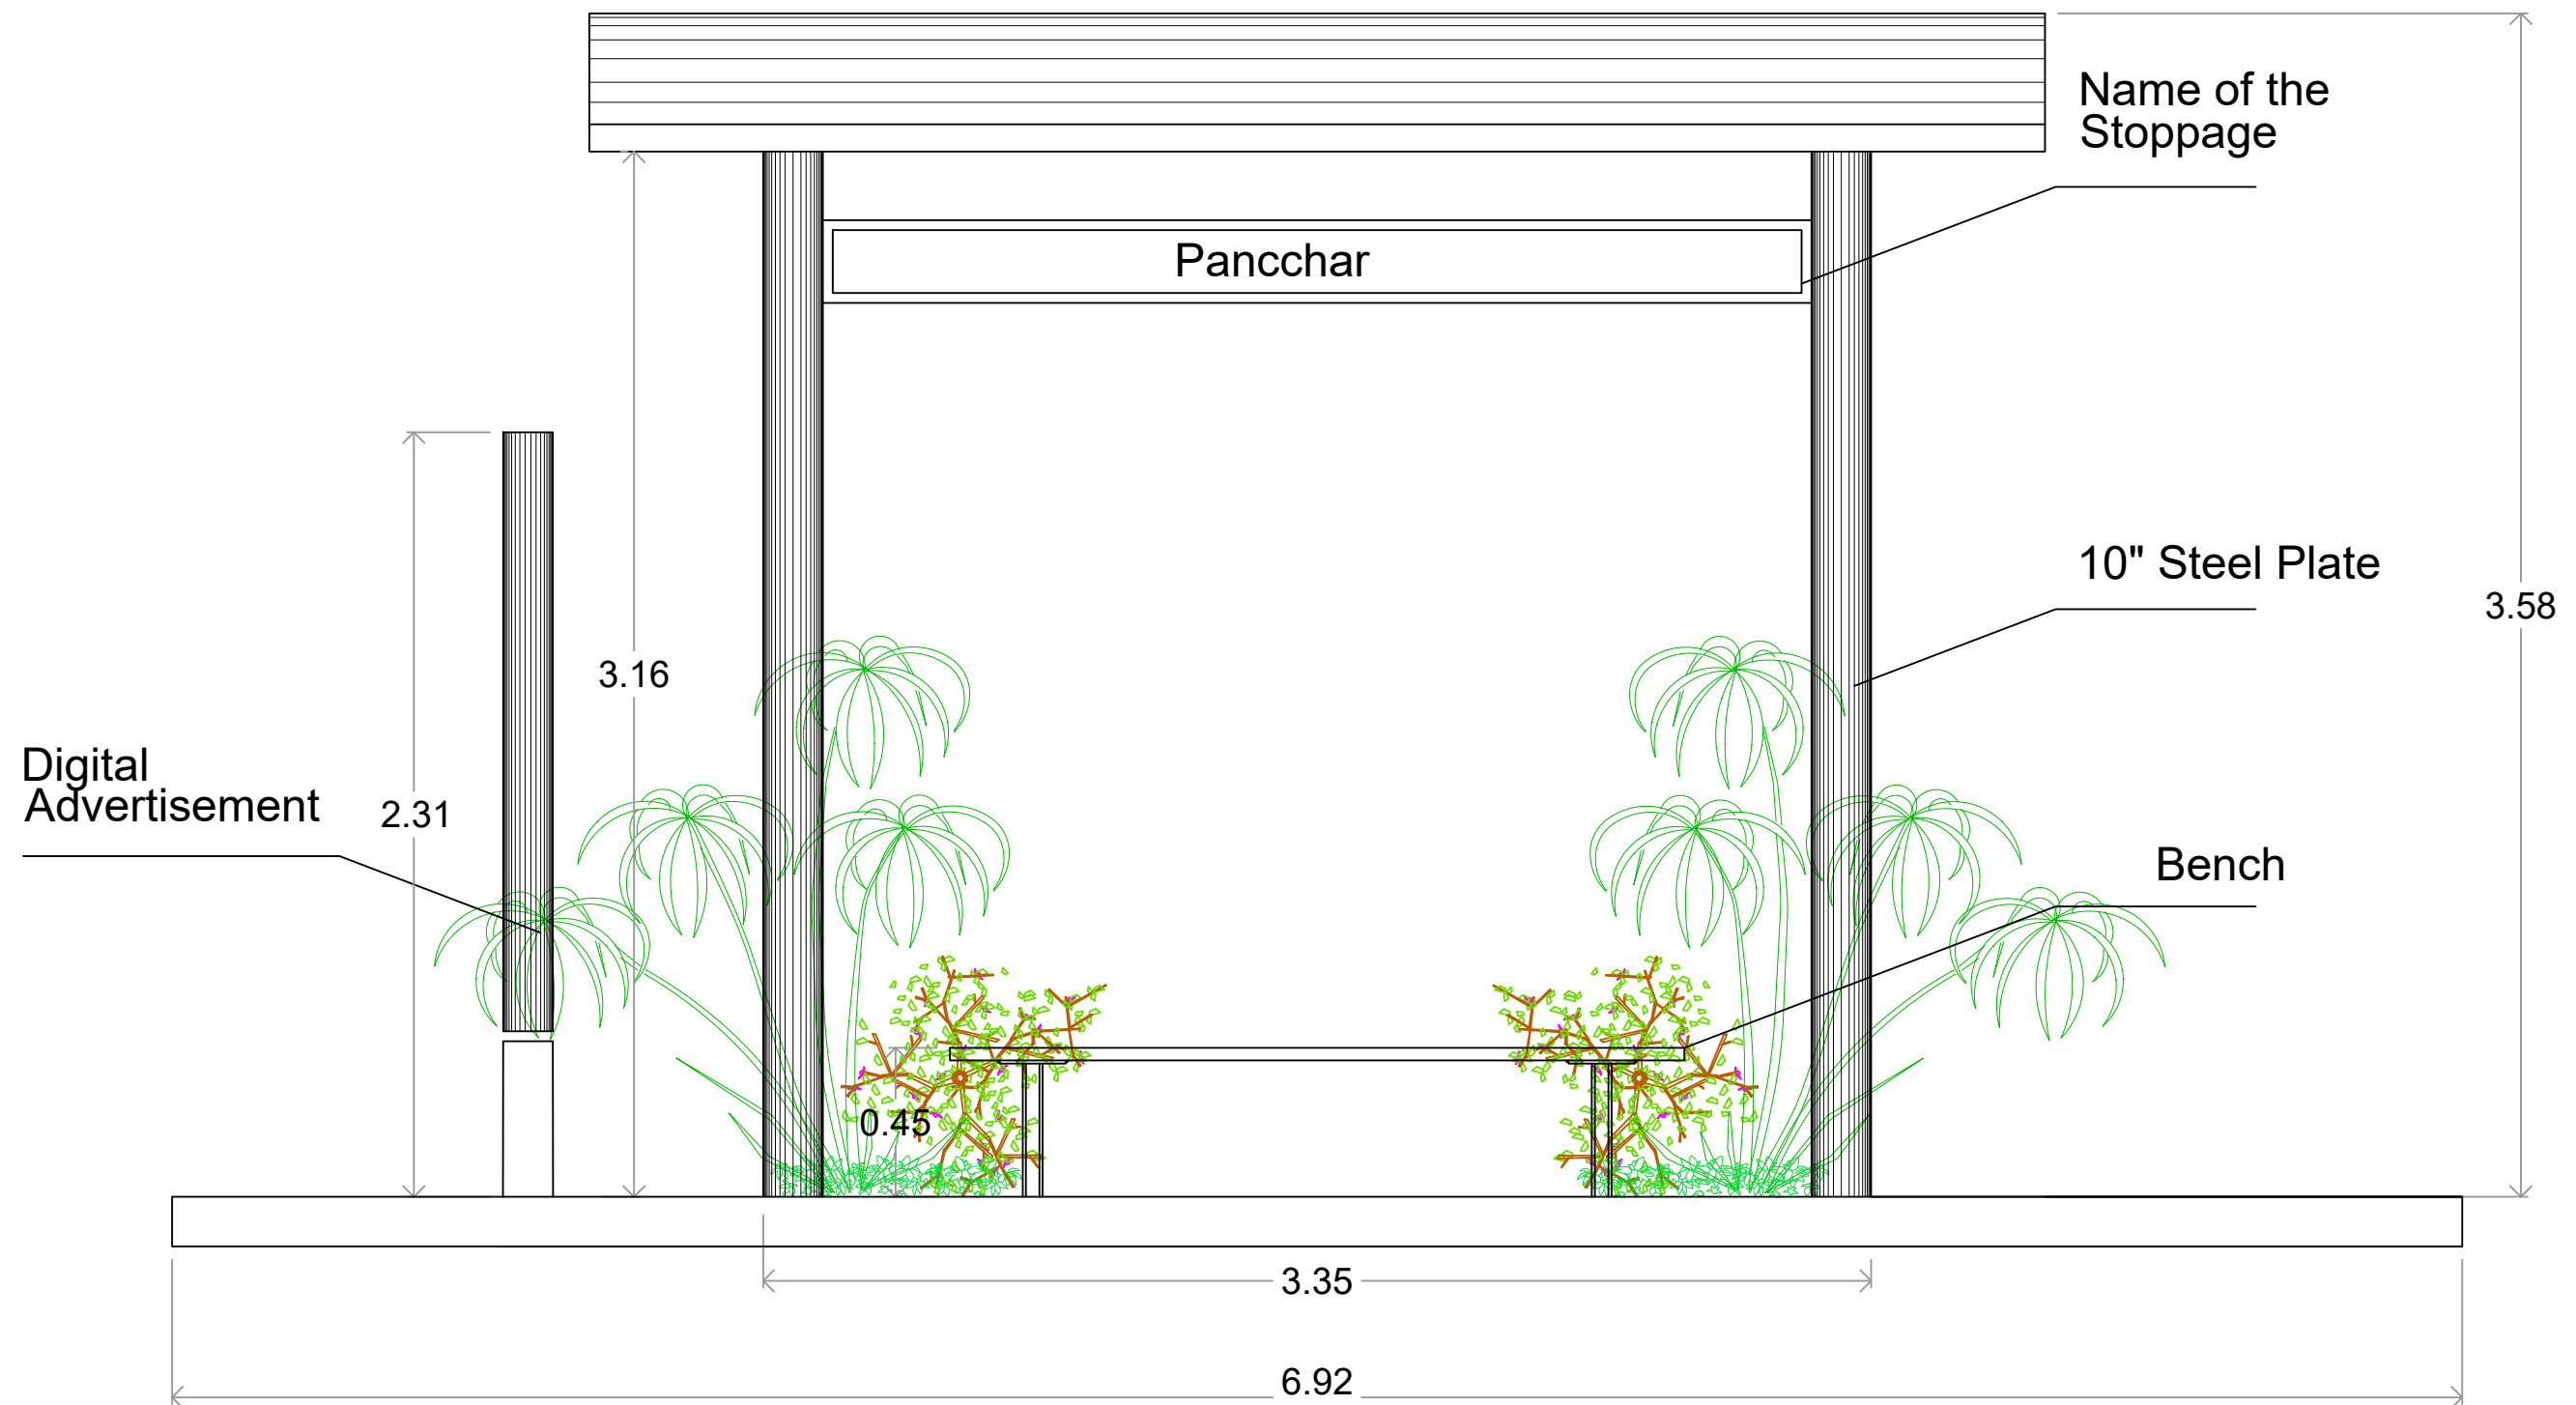 Name of the
Stoppage
Pancchar
10" Steel Plate
3.58
3.16
Digital
Advertisement
2.31
Bench
0.45
3.35
6.92